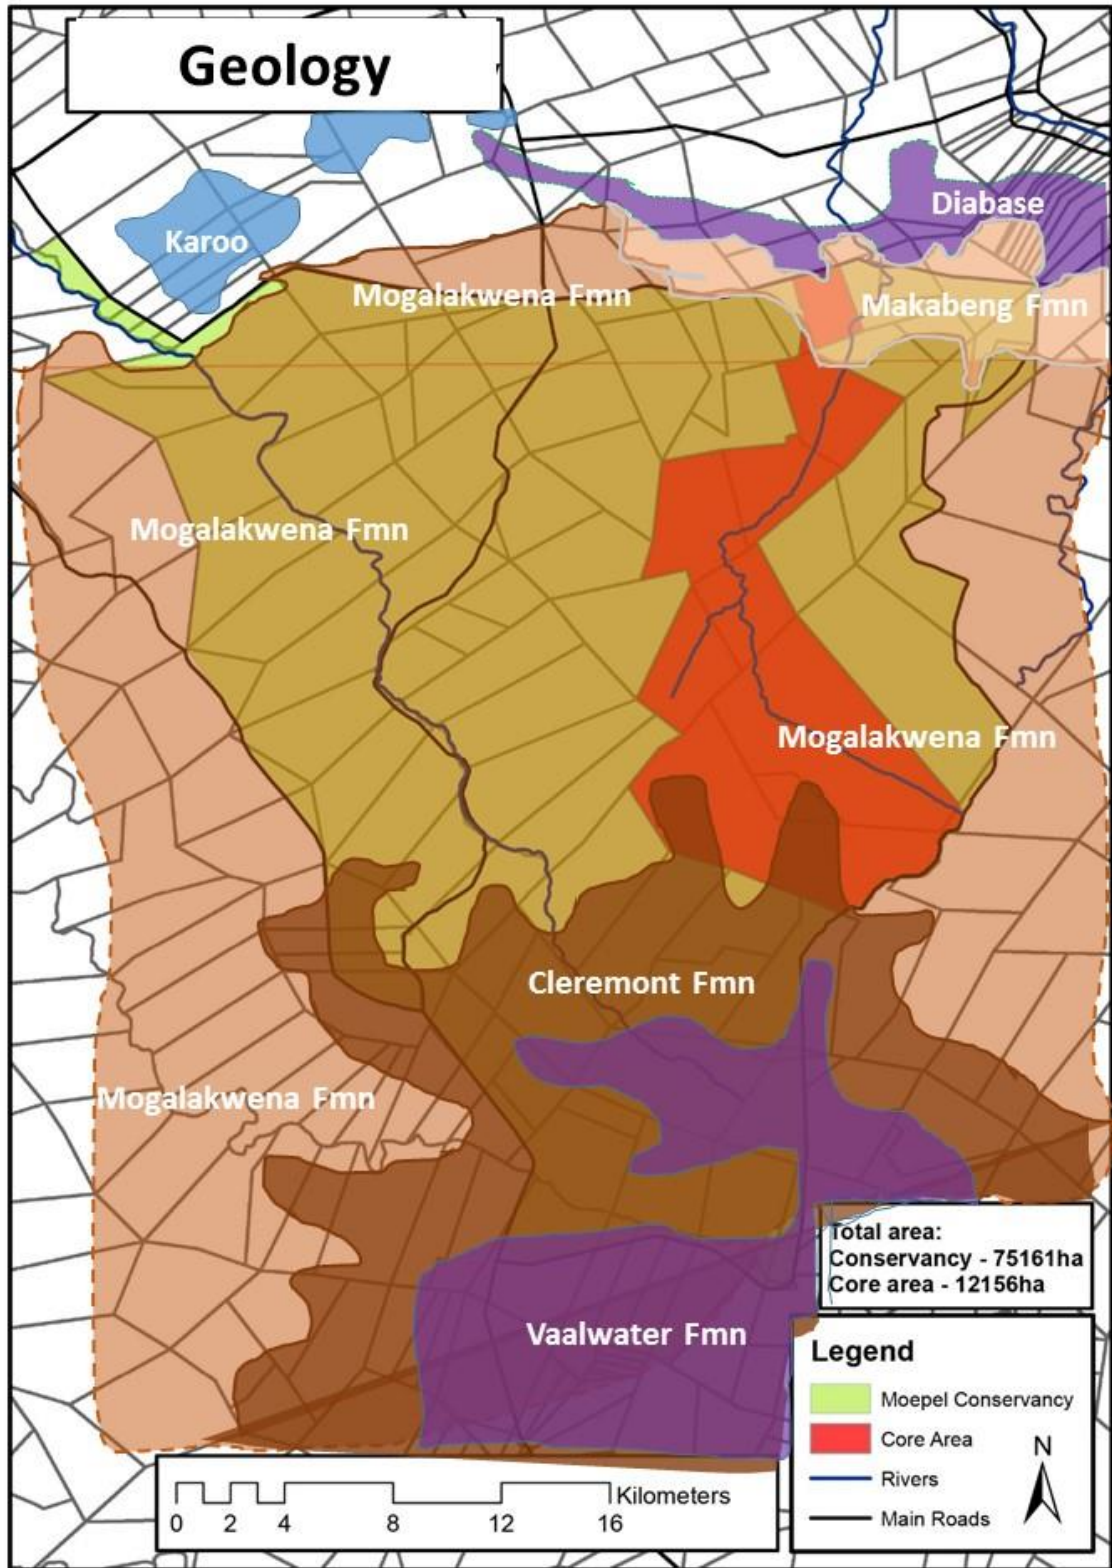 Geology
Diabase
Karoo
Mogalakwena Fmn
Makabeng Fmn
Mogalakwena Fmn
Mogalakwena Fmn
Cleremont Fmn
Mogalakwena Fmn
Total area:
Conservancy - 75161ha
Core area - 12156ha
Vaalwater Fmn
Legend
Moepel Conservancy
Core Area
Rivers
Main Roads
N
Kilometers
0 2 4 8 12 16